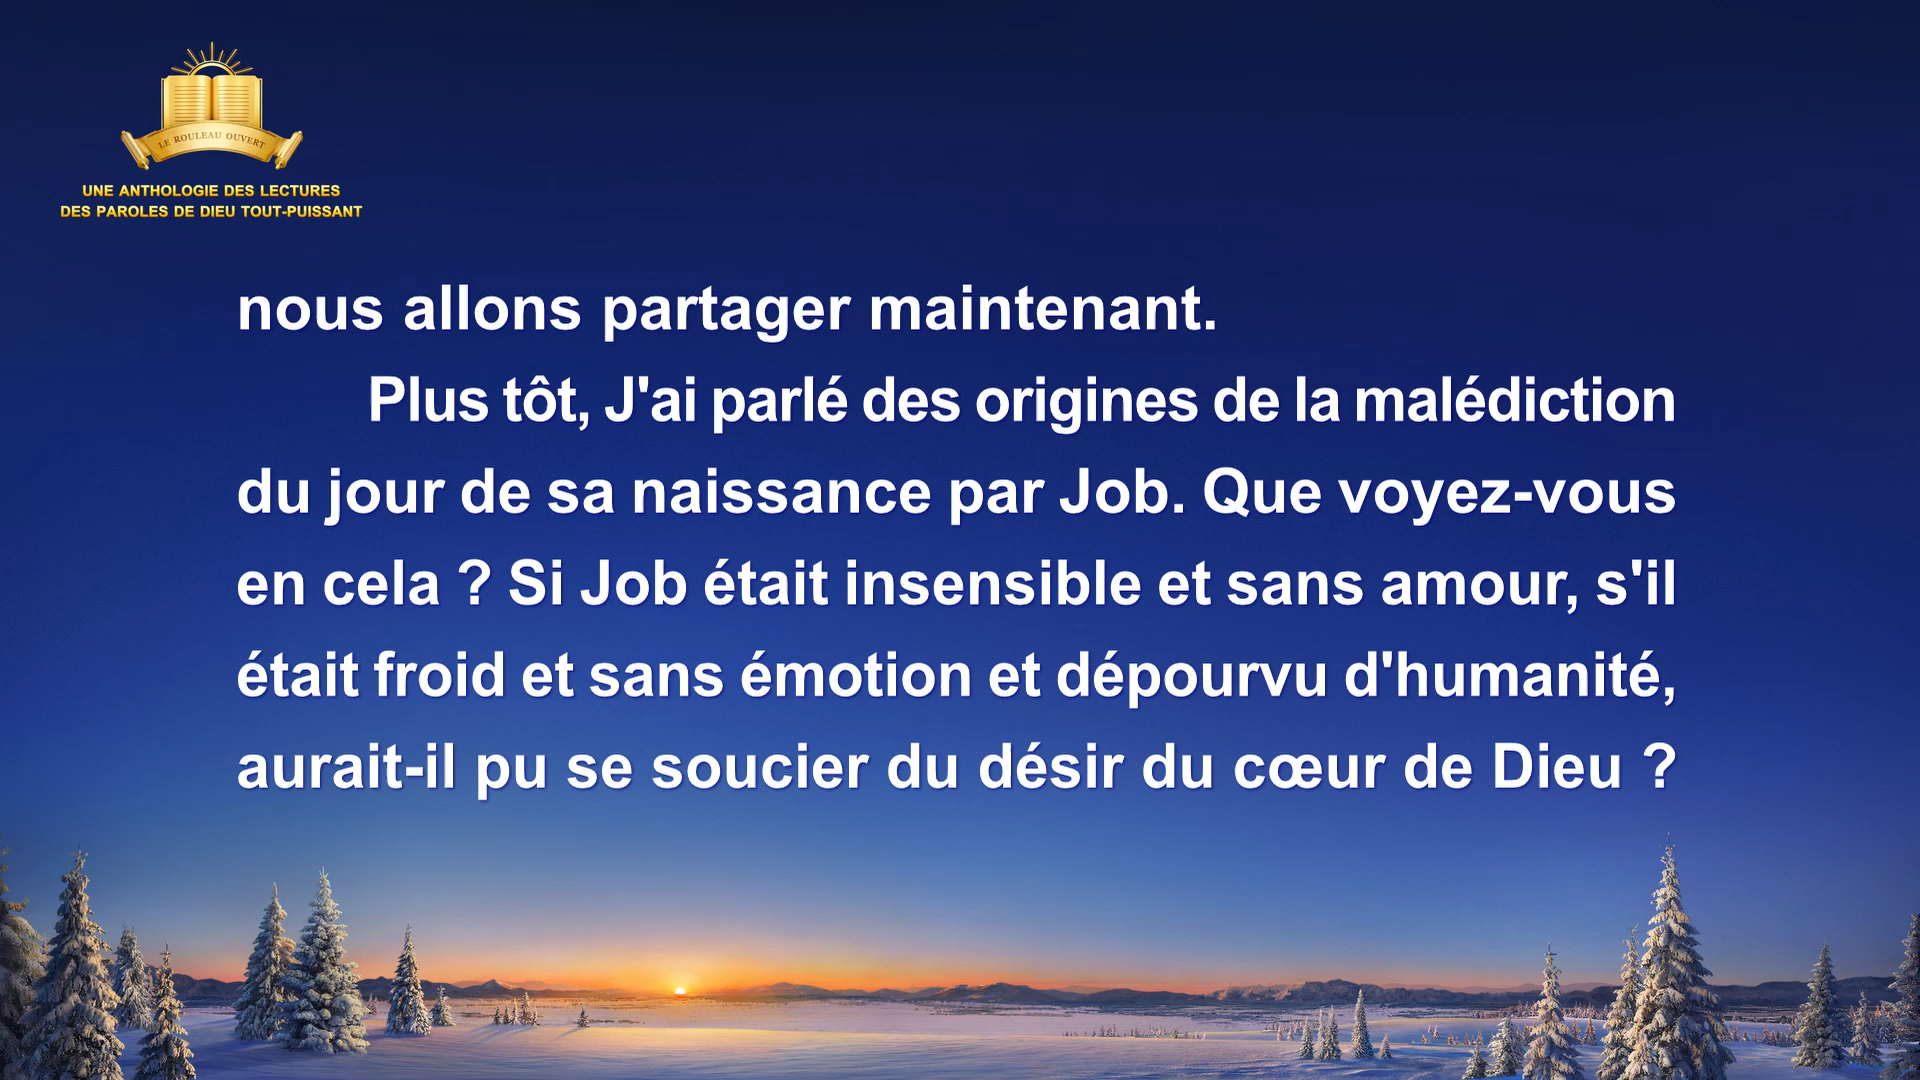 LE ROULEAU OUVERT
UNE ANTHOLOGIE DES LECTURES
DES PAROLES DE DIEU TOUT-PUISSANT
nous allons partager maintenant.
Plus tôt, J'ai parlé des origines de la malédiction
du jour de sa naissance par Job. Que voyez-vous
en cela ? Si Job était insensible et sans amour, s'il
était froid et sans émotion et dépourvu d'humanité,
aurait-il pu se soucier du désir du cœur de Dieu ?